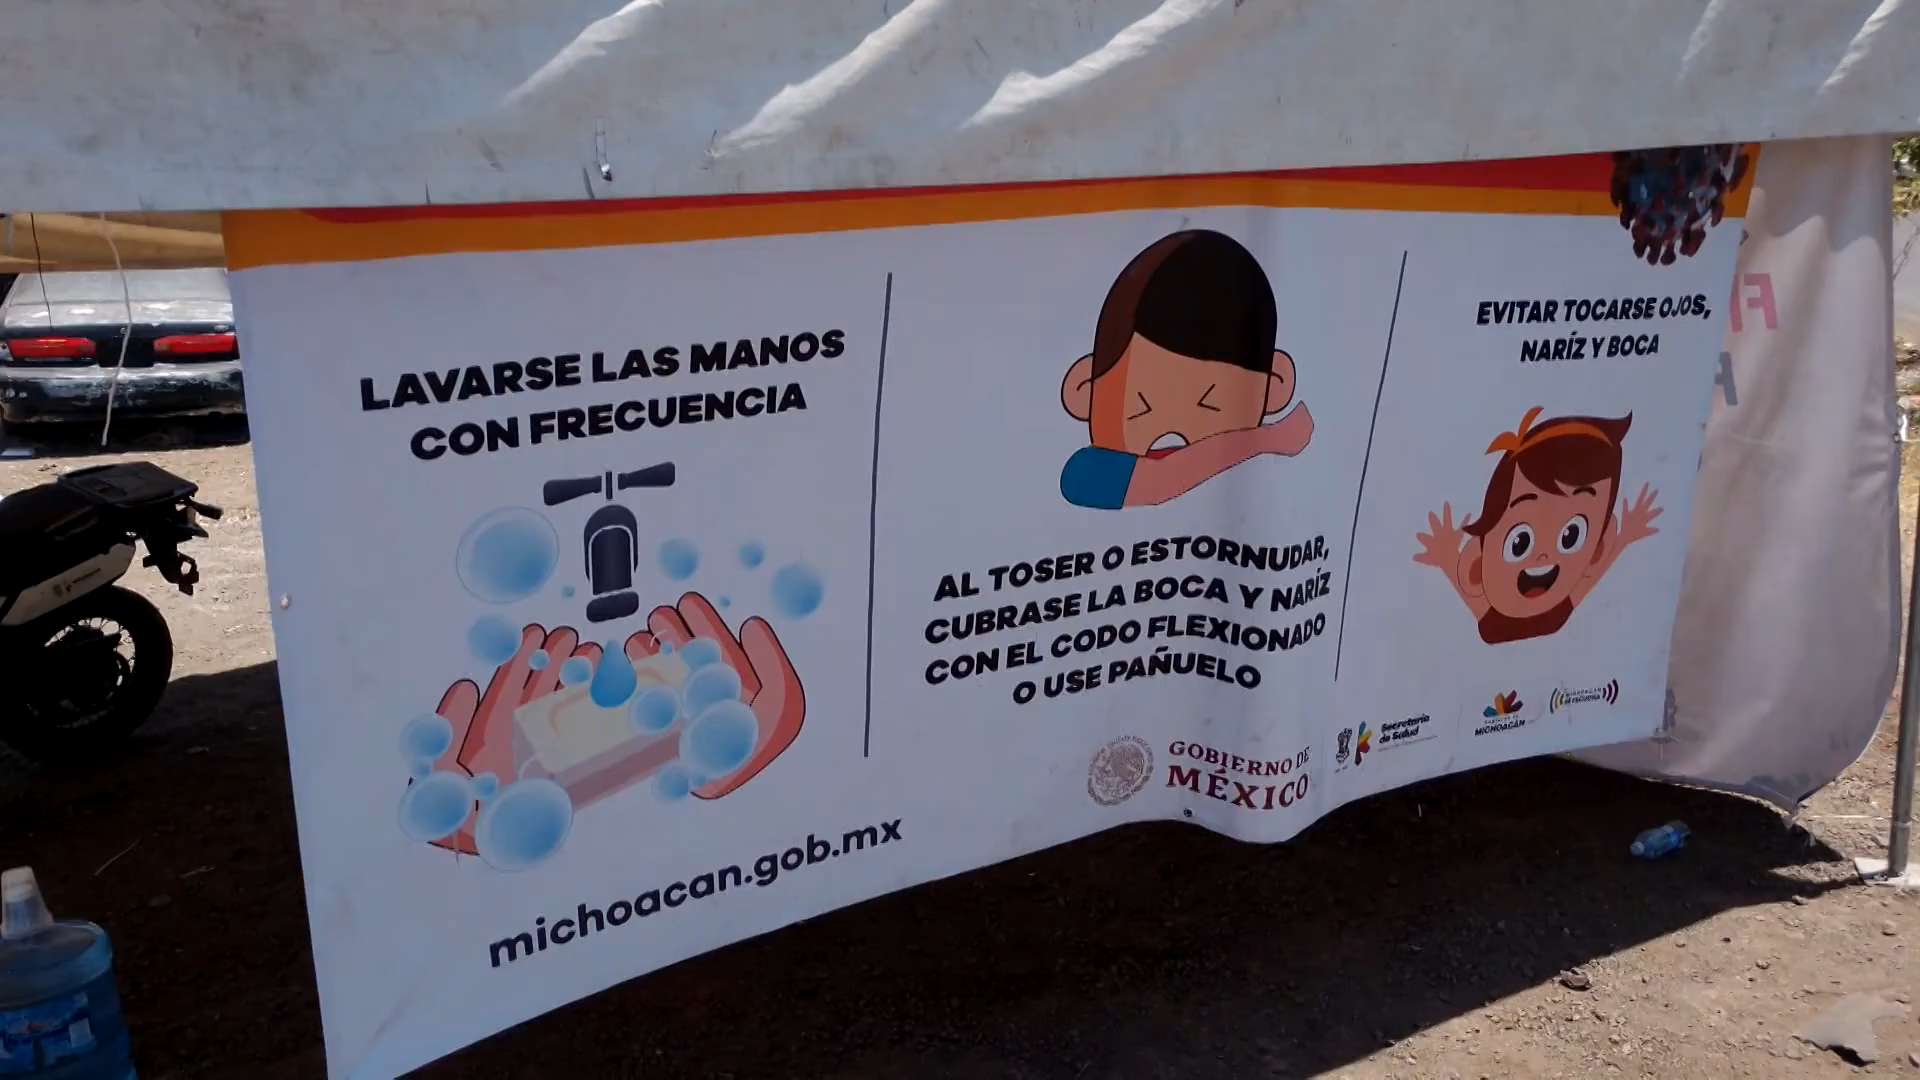 LAVARSE LAS MANOS
CON FRECUENCIA
michoacan.gob.mx
AL TOSER O ESTORNUDAR,
CUBRASE LA BOCA Y NARÍZ
CON EL CODO FLEXIONADO
O USE PAÑUELO
EVITAR TOCARSE OJOS,
NARÍZ Y BOCA
GOBIERNO DE
MÉXICO
Secretaría
de Salud
MICHOACÁN